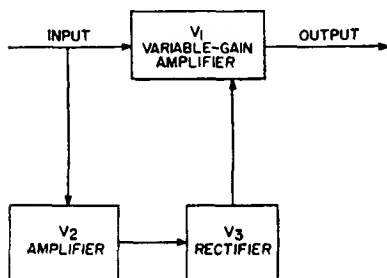 INPUT
V1
VARIABLE-GAIN
AMPLIFIER
OUTPUT
V2
AMPLIFIER
V3
RECTIFIER